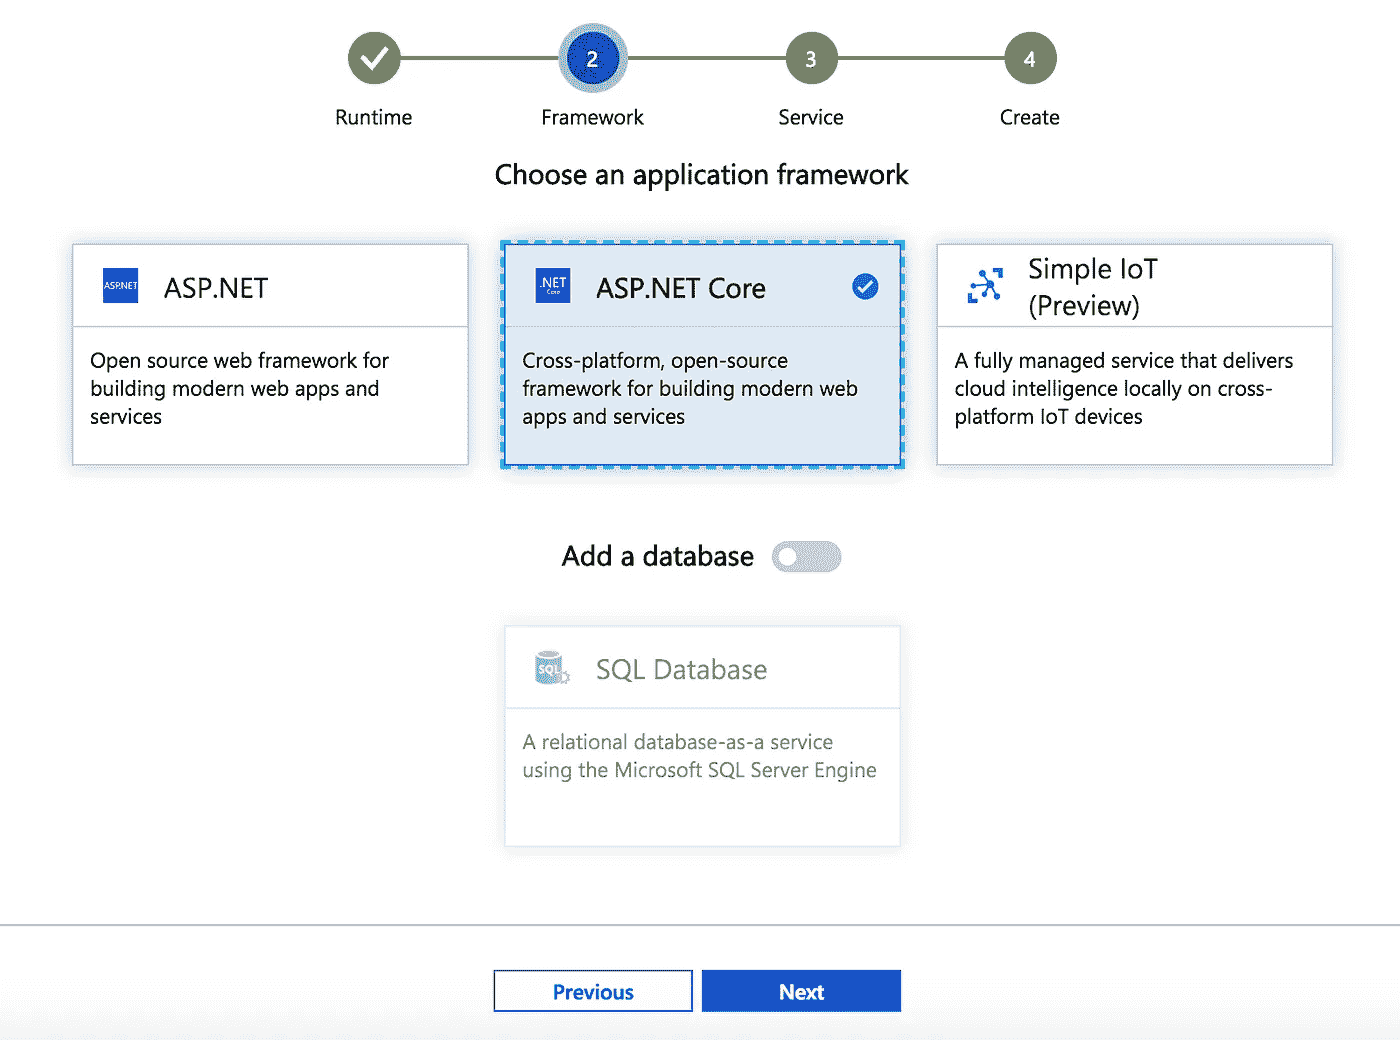 2
3
4
Runtime
Framework
Service
Create
Choose an application framework
ASP.NET
ASP.NET
Open source web framework for
building modern web apps and
services
.NET
Core
ASP.NET Core
Cross-platform, open-source
framework for building modern web
apps and services
Simple IoT
(Preview)
A fully managed service that delivers
cloud intelligence locally on cross-
platform IoT devices
Add a database
SQL
SQL Database
A relational database-as-a service
using the Microsoft SQL Server Engine
Previous
Next